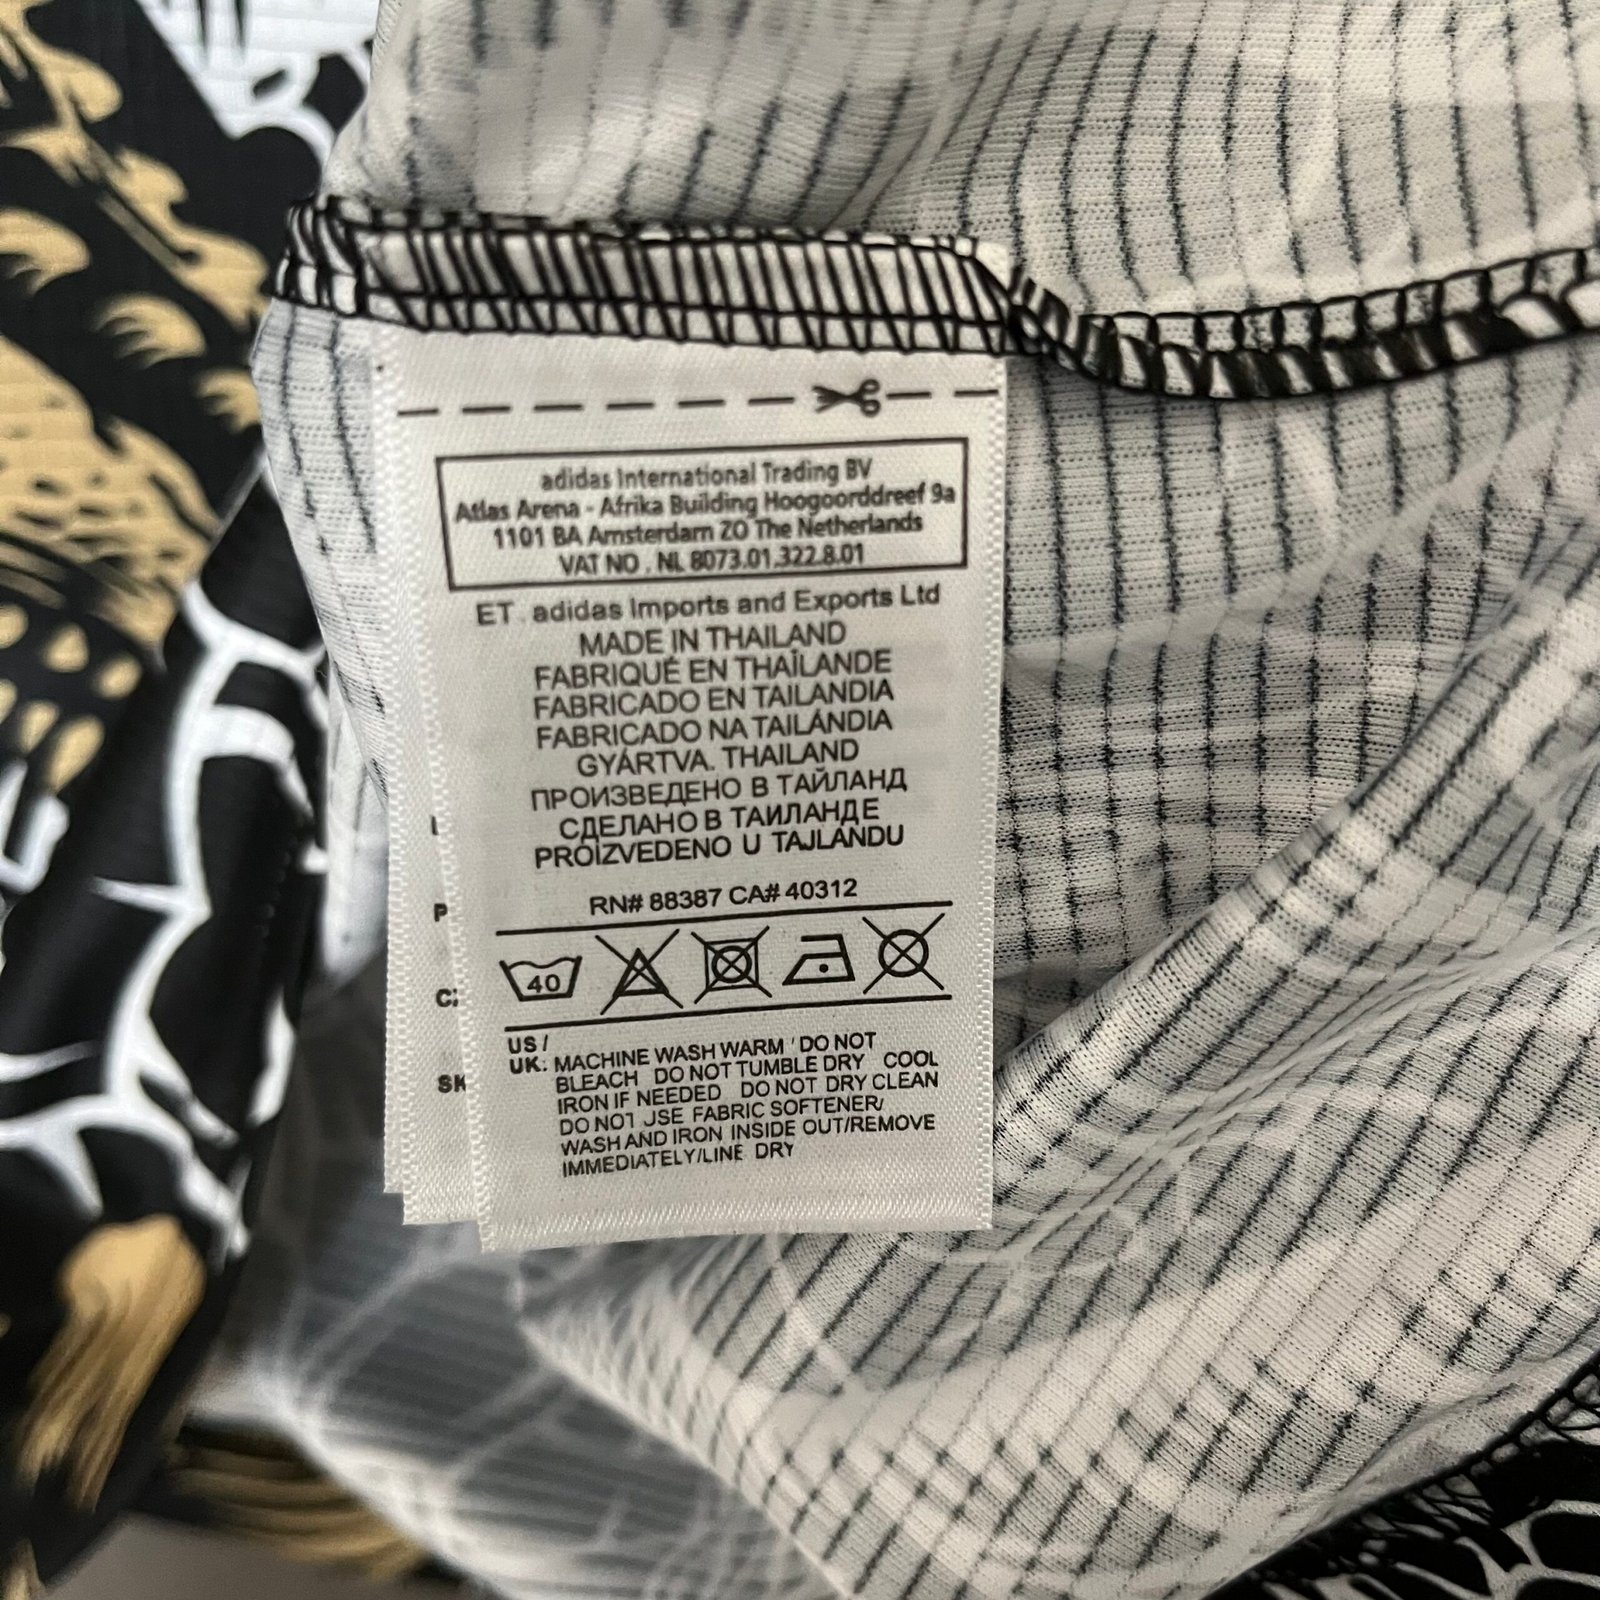 adidas International Trading BV
Atlas Arena - Afrika Building Hoogoorddreef 9a
1101 BA Amsterdam ZO The Netherlands
VAT NO . NL 8073.01.322.8.01
ET . adidas Imports and Exports Ltd
MADE IN THAILAND
FABRIQUÉ EN THAÎLANDE
FABRICADO EN TAILANDIA
FABRICADO NA TAILÁNDIA
GYÁRTVA. THAILAND
ПРОИЗВЕДЕНО В ТАЙЛАНД
СДЕЛАНО В ТАИЛАНДЕ
PROIZVEDENO U TAJLANDU
RN# 88387 CA# 40312
40
US /
UK: MACHINE WASH WARM ' DO NOT
BLEACH DO NOT TUMBLE DRY COOL
IRON IF NEEDED DO NOT DRY CLEAN
DO NOT USE FABRIC SOFTENER/
WASH AND IRON INSIDE OUT/REMOVE
IMMEDIATELY/LINE DRY
P
SK